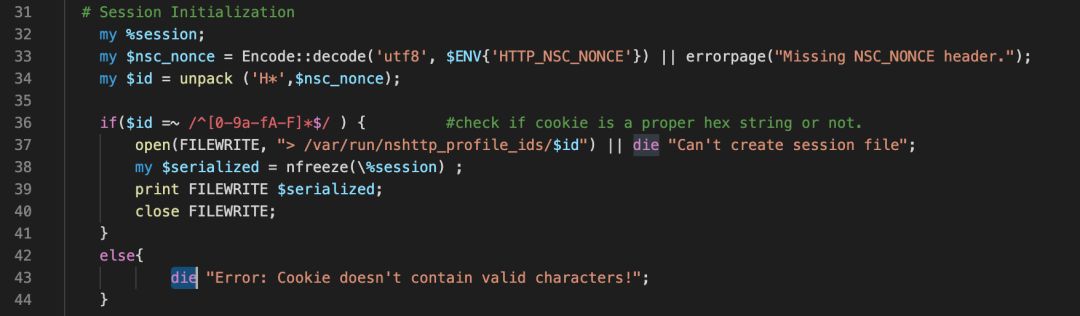 31 # Session Initialization
32 my %session;
33 my $nsc_nonce = Encode::decode('utf8', $ENV{'HTTP_NSC_NONCE'}) || errorpage("Missing NSC_NONCE header.");
34 my $id = unpack ('H*',$nsc_nonce);
35
36 if($id =~ /^[0-9a-fA-F]*$/ ) { #check if cookie is a proper hex string or not.
37 open(FILEWRITE, "> /var/run/nshttp_profile_ids/$id") || die "Can't create session file";
38 my $serialized = nfreeze(\%session) ;
39 print FILEWRITE $serialized;
40 close FILEWRITE;
41 }
42 else{
43 die "Error: Cookie doesn't contain valid characters!";
44 }